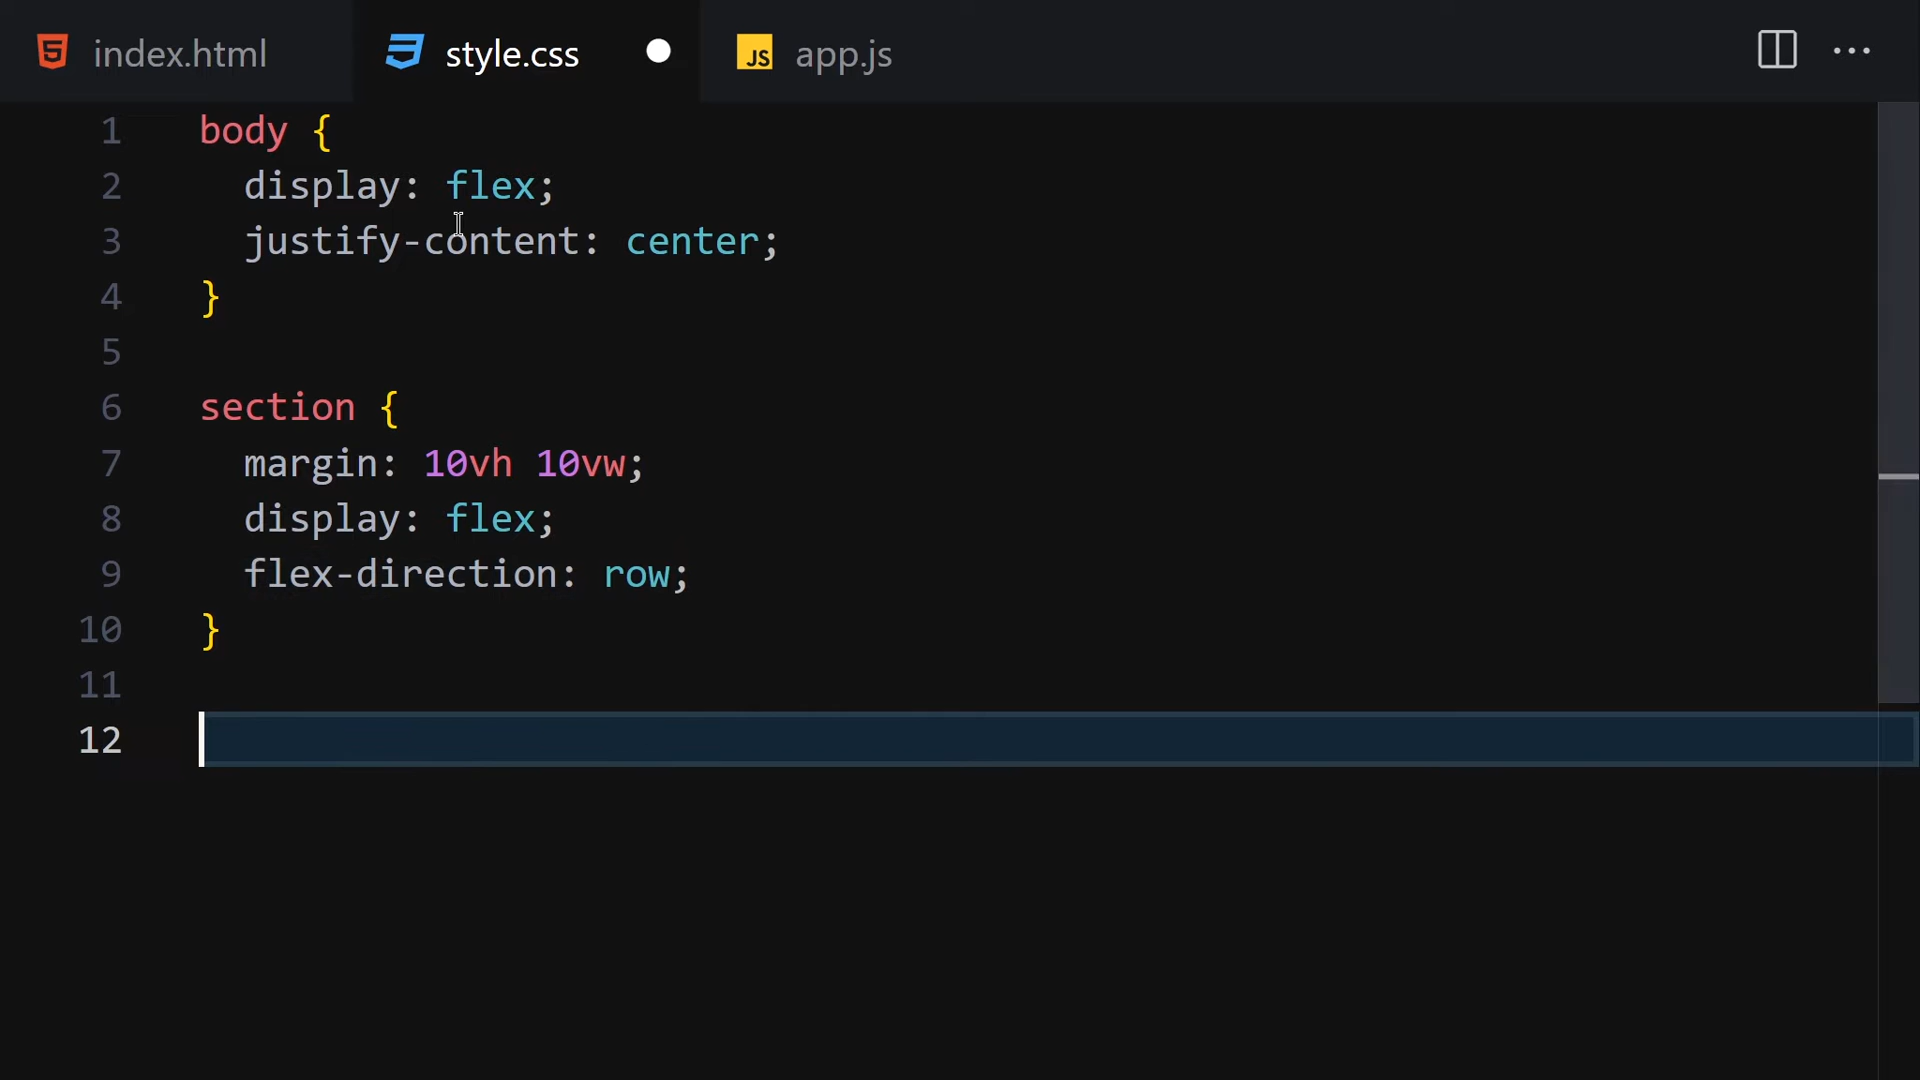 index.html style.css JS app.js
1 body {
2 display: flex;
3 justify-content: center;
4 }
5
6 section {
7 margin: 10vh 10vw;
8 display: flex;
9 flex-direction: row;
10 }
11
12